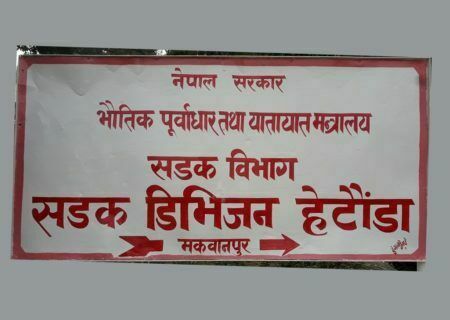 नेपाल सरकार
भौतिक पूर्वाधार तथा यातायात मन्त्रालय
सडक विभाग
सडक डिभिजन हेटौंडा
मकवानपुर